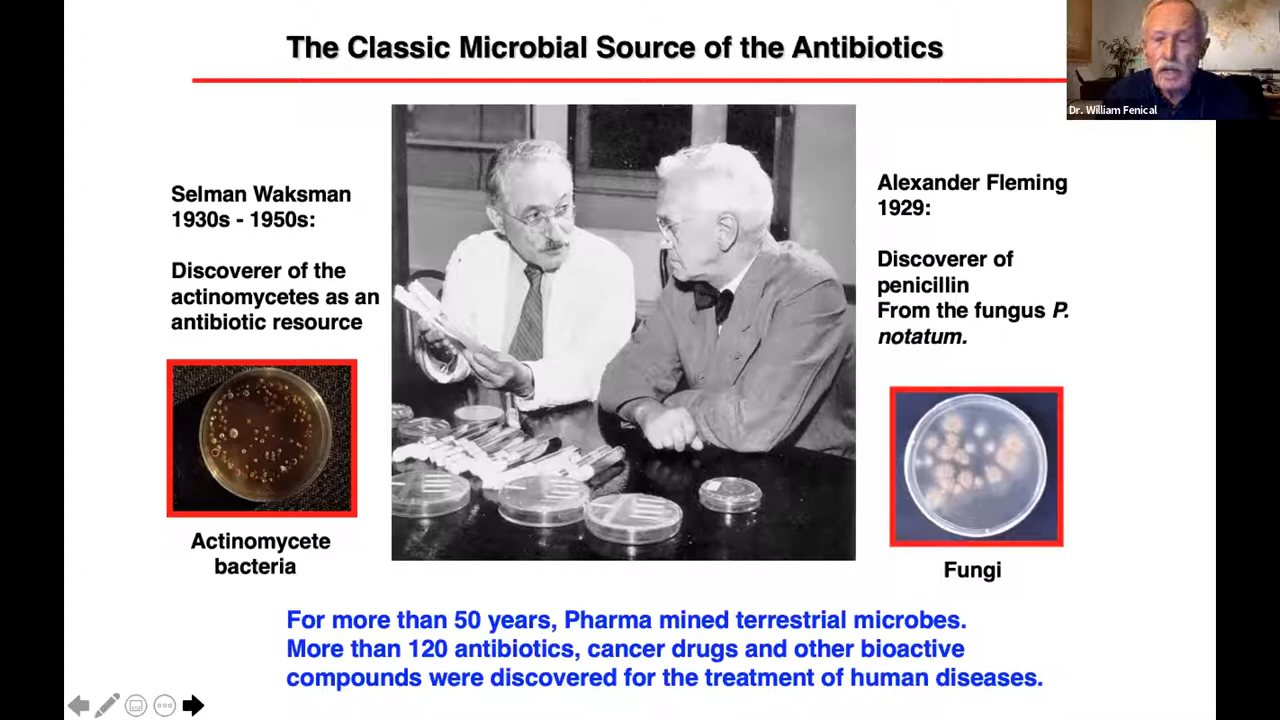 The Classic Microbial Source of the Antibiotics
Dr. William Fenical
Selman Waksman
1930s - 1950s:
Discoverer of the
actinomycetes as an
antibiotic resource
Actinomycete
bacteria
Alexander Fleming
1929:
Discoverer of
penicillin
From the fungus P.
notatum.
Fungi
For more than 50 years, Pharma mined terrestrial microbes.
More than 120 antibiotics, cancer drugs and other bioactive
compounds were discovered for the treatment of human diseases.